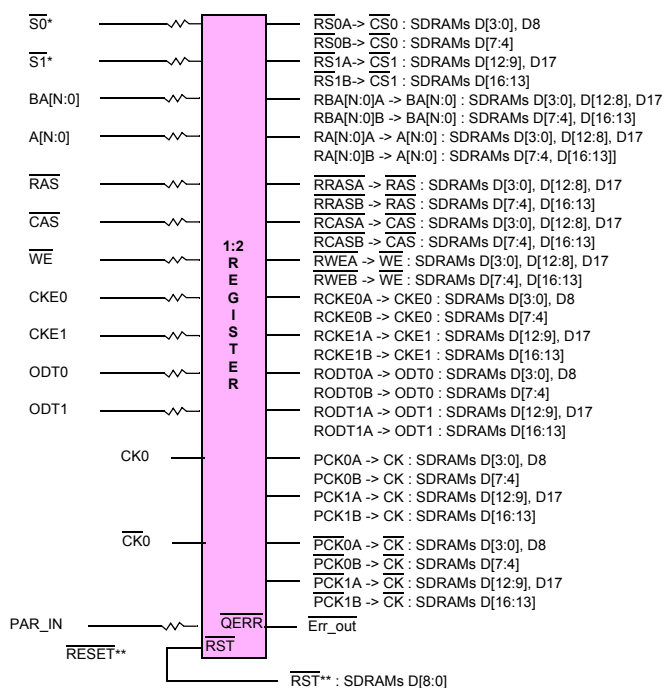 S0*
S1*
BA[N:0]
A[N:0]
RAS
CAS
WE
CKE0
CKE1
ODT0
ODT1
CK0
CK0
PAR_IN
RESET**
1:2
R
E
G
I
S
T
E
R
QERR
RST
RS0A-> CS0 : SDRAMs D[3:0], D8
RS0B-> CS0 : SDRAMs D[7:4]
RS1A-> CS1 : SDRAMs D[12:9], D17
RS1B-> CS1 : SDRAMs D[16:13]
RBA[N:0]A -> BA[N:0] : SDRAMs D[3:0], D[12:8], D17
RBA[N:0]B -> BA[N:0] : SDRAMs D[7:4], D[16:13]
RA[N:0]A -> A[N:0] : SDRAMs D[3:0], D[12:8], D17
RA[N:0]B -> A[N:0] : SDRAMs D[7:4, D[16:13]]
RRASA -> RAS : SDRAMs D[3:0], D[12:8], D17
RRASB -> RAS : SDRAMs D[7:4], D[16:13]
RCASA -> CAS : SDRAMs D[3:0], D[12:8], D17
RCASB -> CAS : SDRAMs D[7:4], D[16:13]
RWEA -> WE : SDRAMs D[3:0], D[12:8], D17
RWEB -> WE : SDRAMs D[7:4], D[16:13]
RCKE0A -> CKE0 : SDRAMs D[3:0], D8
RCKE0B -> CKE0 : SDRAMs D[7:4]
RCKE1A -> CKE1 : SDRAMs D[12:9], D17
RCKE1B -> CKE1 : SDRAMs D[16:13]
RODT0A -> ODT0 : SDRAMs D[3:0], D8
RODT0B -> ODT0 : SDRAMs D[7:4]
RODT1A -> ODT1 : SDRAMs D[12:9], D17
RODT1A -> ODT1 : SDRAMs D[16:13]
PCK0A -> CK : SDRAMs D[3:0], D8
PCK0B -> CK : SDRAMs D[7:4]
PCK1A -> CK : SDRAMs D[12:9], D17
PCK1B -> CK : SDRAMs D[16:13]
PCK0A -> CK : SDRAMs D[3:0], D8
PCK0B -> CK : SDRAMs D[7:4]
PCK1A -> CK : SDRAMs D[12:9], D17
PCK1B -> CK : SDRAMs D[16:13]
Err_out
RST** : SDRAMs D[8:0]